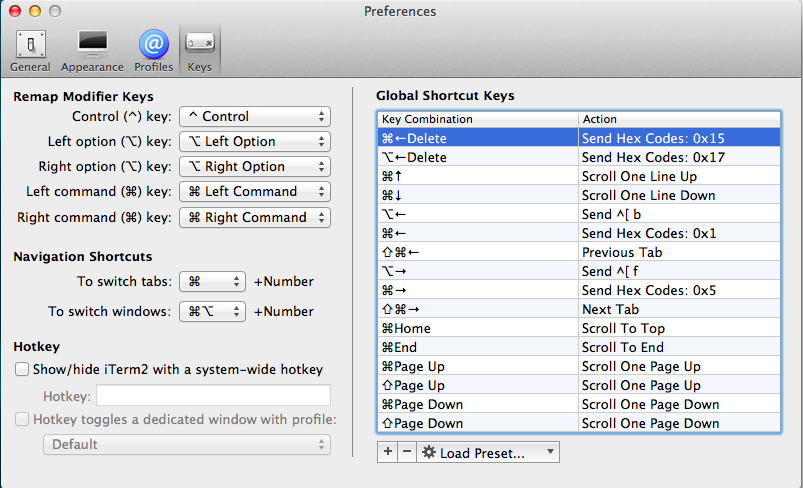 Preferences
General Appearance Profiles Keys
Remap Modifier Keys
Control (^) key: ^ Control
Left option (⌥) key: ⌥ Left Option
Right option (⌥) key: ⌥ Right Option
Left command (⌘) key: ⌘ Left Command
Right command (⌘) key: ⌘ Right Command
Navigation Shortcuts
To switch tabs: ⌘ +Number
To switch windows: ⌘⌥ +Number
Hotkey
Show/hide iTerm2 with a system-wide hotkey
Hotkey:
Hotkey toggles a dedicated window with profile:
Default
Global Shortcut Keys
Key Combination Action
⌘←Delete Send Hex Codes: 0x15
⌥←Delete Send Hex Codes: 0x17
⌘↑ Scroll One Line Up
⌘↓ Scroll One Line Down
⌥← Send ^[ b
⌘← Send Hex Codes: 0x1
⇧⌘← Previous Tab
⌥→ Send ^[ f
⌘→ Send Hex Codes: 0x5
⇧⌘→ Next Tab
⌘Home Scroll To Top
⌘End Scroll To End
⌘Page Up Scroll One Page Up
⇧Page Up Scroll One Page Up
⌘Page Down Scroll One Page Down
⇧Page Down Scroll One Page Down
+ − Load Preset...